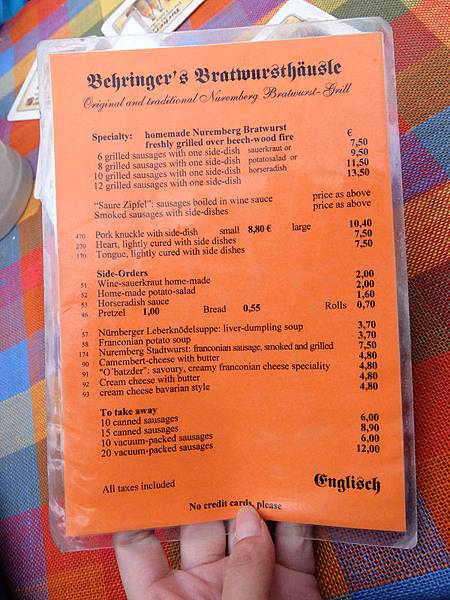 Behringer's Bratwursthäusle
Original and traditional Nuremberg Bratwurst-Grill
Specialty: homemade Nuremberg Bratwurst
freshly grilled over beech-wood fire €
6 grilled sausages with one side-dish sauerkraut or 7,50
8 grilled sausages with one side-dish potatosalad or 9,50
10 grilled sausages with one side-dish horseradish 11,50
12 grilled sausages with one side-dish 13,50
"Saure Zipfel": sausages boiled in wine sauce price as above
Smoked sausages with side-dishes price as above
470 Pork knuckle with side-dish small 8,80 € large 10,40
270 Heart, lightly cured with side dishes 7,50
170 Tongue, lightly cured with side dishes 7,50
Side-Orders
51 Wine-sauerkraut home-made 2,00
52 Home-made potato-salad 2,00
53 Horseradish sauce 1,60
46 Pretzel 1,00 Bread 0,55 Rolls 0,70
57 Nürnberger Leberknödelsuppe: liver-dumpling soup 3,70
58 Franconian potato soup 3,70
174 Nuremberg Stadtwurst: franconian sausage, smoked and grilled 7,50
90 Camembert-cheese with butter 4,80
91 "O´batzder": savoury, creamy franconian cheese speciality 4,80
92 Cream cheese with butter 4,80
93 cream cheese bavarian style 4,80
To take away
10 canned sausages 6,00
15 canned sausages 8,90
10 vacuum-packed sausages 6,00
20 vacuum-packed sausages 12,00
All taxes included
Englisch
No credit cards, please